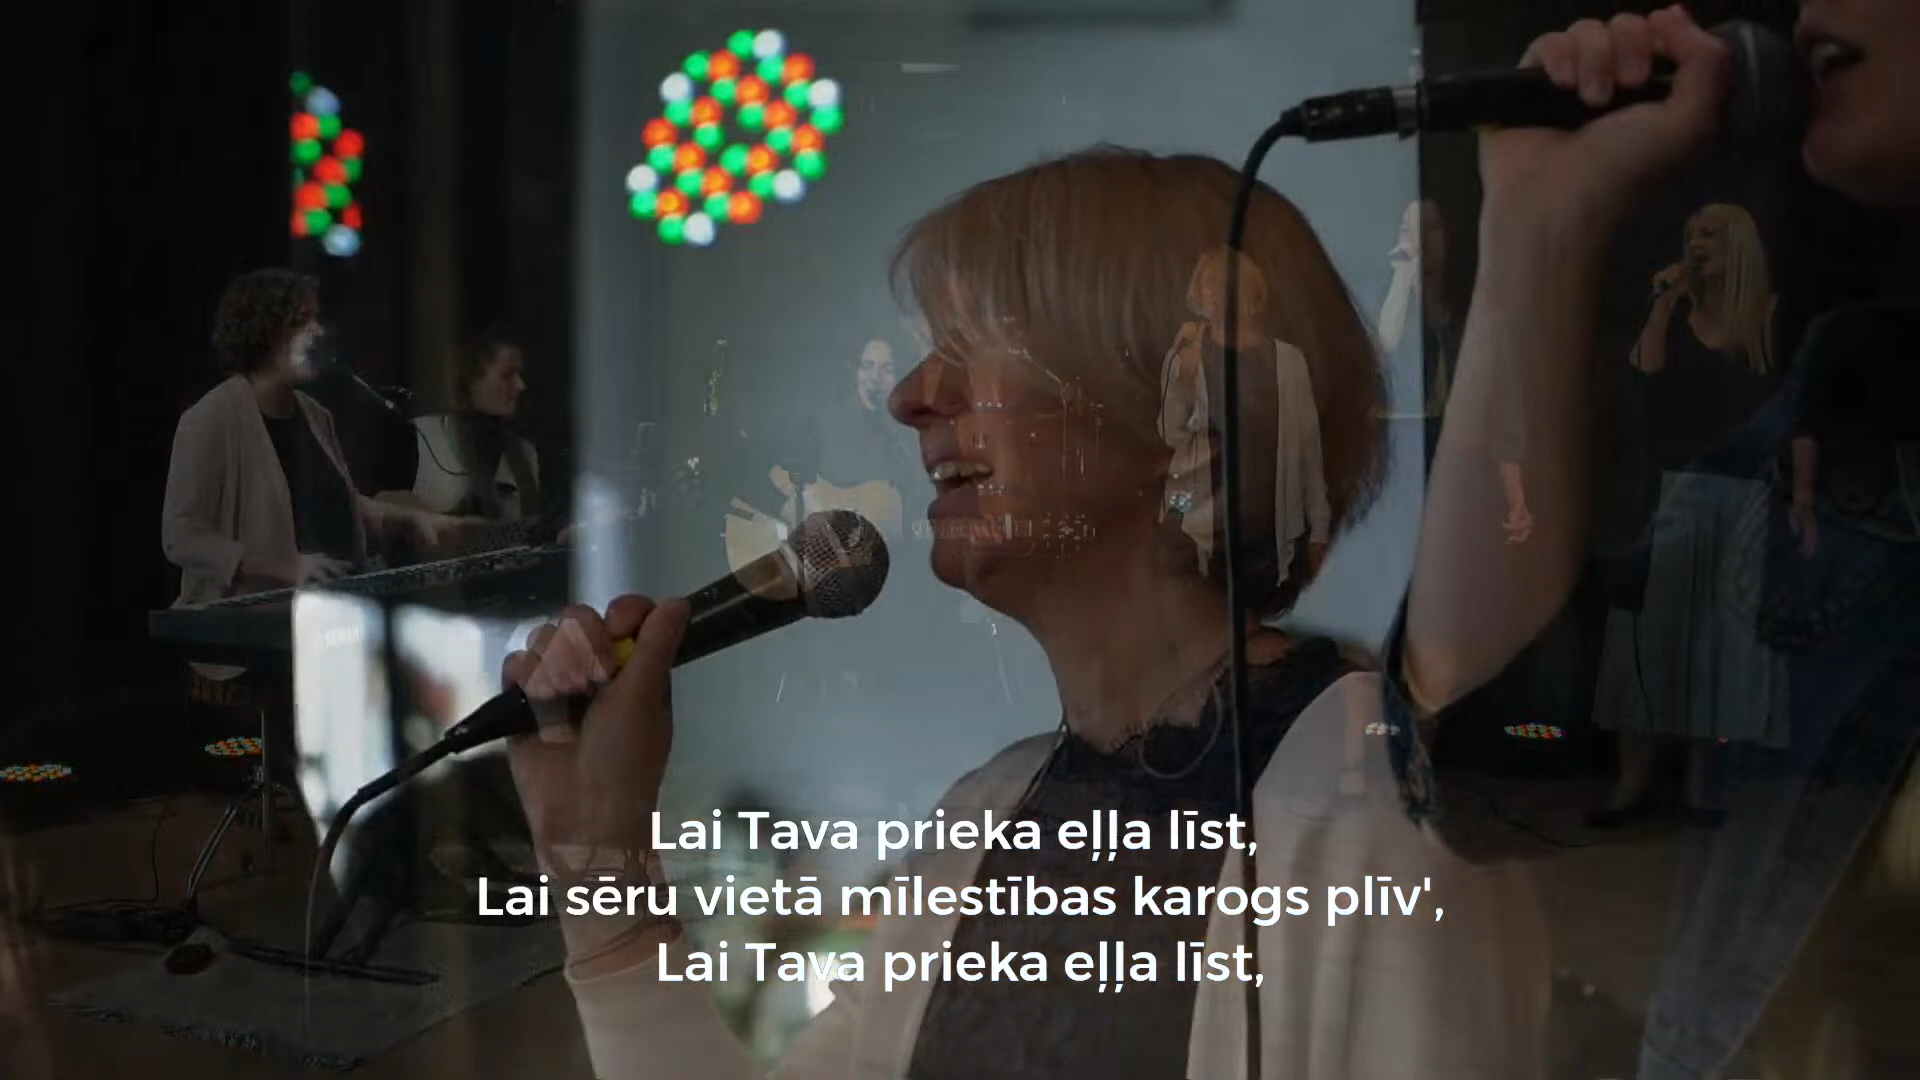 Lai Tava prieka eļļa līst,
Lai sēru vietā mīlestības karogs plīv',
Lai Tava prieka eļļa līst,